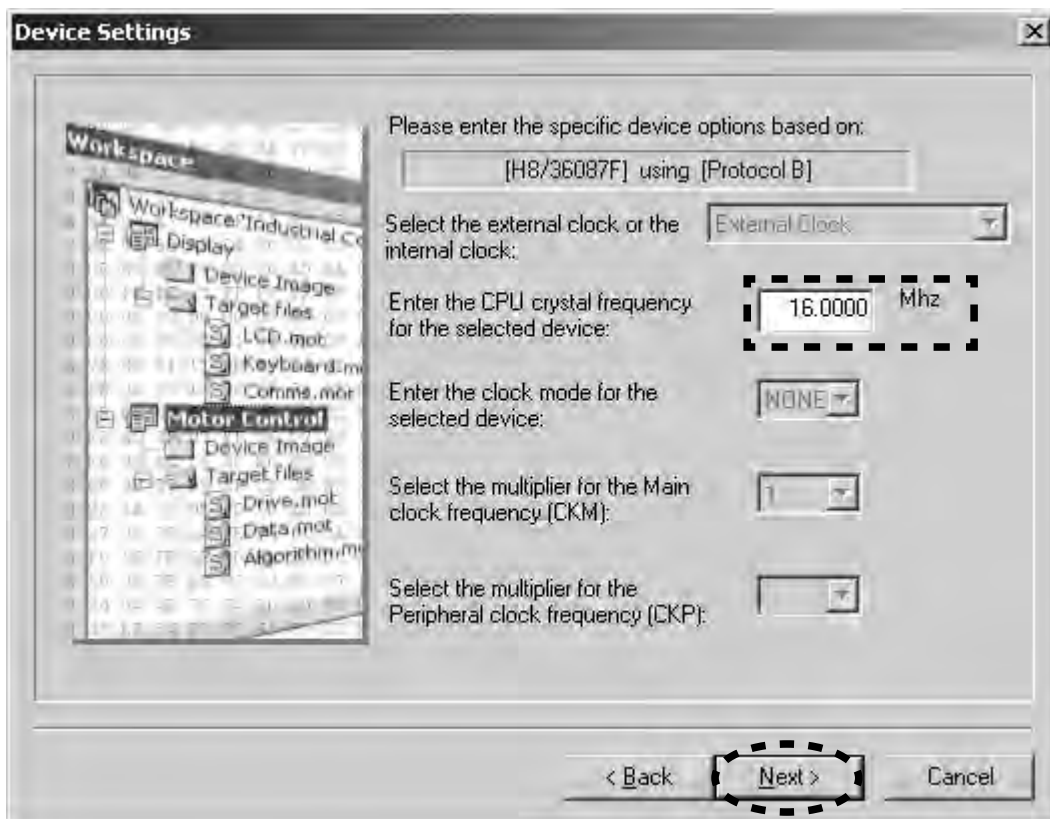 Device Settings
Please enter the specific device options based on:
[H8/36087F] using [Protocol B]
Select the external clock or the
internal clock:
External Clock
Enter the CPU crystal frequency
for the selected device:
16.0000 Mhz
Enter the clock mode for the
selected device:
NONE
Select the multiplier for the Main
clock frequency (CKM):
1
Select the multiplier for the
Peripheral clock frequency (CKP):
Workspace
Workspace 'Industrial Co
Display
Device Image
Target files
LCD.mot
Keyboard.m
Comms.mot
Motor Control
Device Image
Target files
Drive.mot
Data.mot
Algorithm.m
< Back
Next >
Cancel